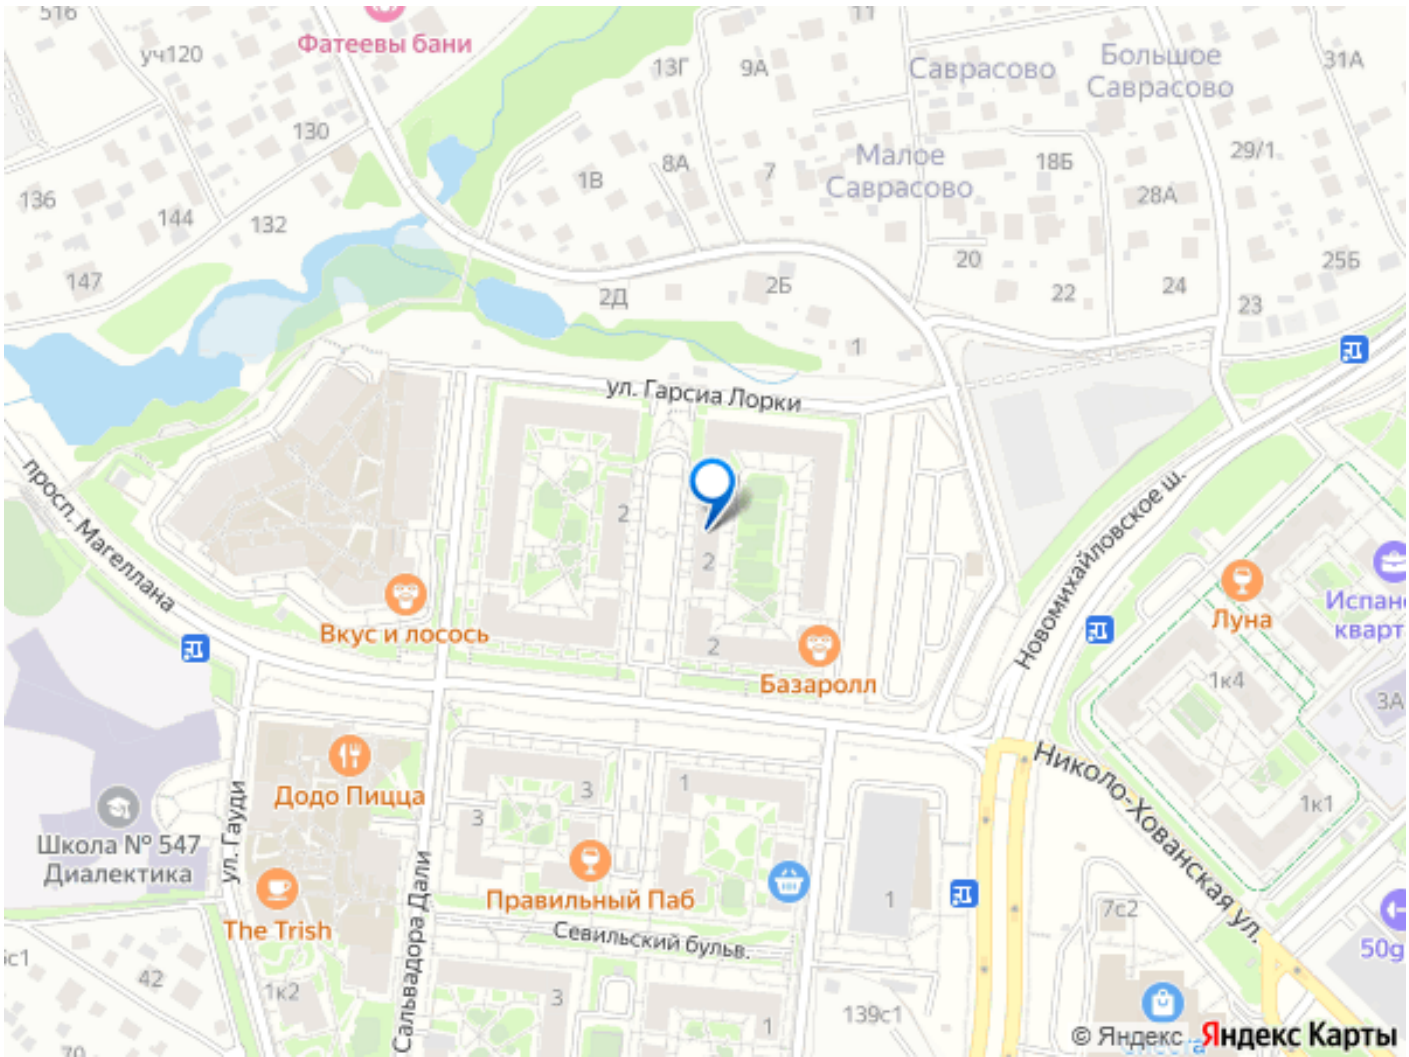 516
Фатеевы бани
уч120
11
13Г
9А
Саврасово
Большое
Саврасово
31А
130
8А
7
Малое
Саврасово
18Б
29/1
1В
28А
136
144
132
20
25Б
147
2Д
2Б
22
24
23
1
ул. Гарсиа Лорки
просп. Магеллана
2
2
2
Новомихайловское ш.
Вкус и лосось
Базаролл
Луна
Испан
кварт
1к4
3А
Николо-Хованская ул.
1к1
Додо Пицца
3
3
1
Школа № 547
Диалектика
ул. Гауди
Сальвадора Дали
Правильный Паб
1
7с2
The Trish
Севильский бульв.
50g
с1
42
1к2
3
1
139с1
70
© Яндекс Яндекс Карты